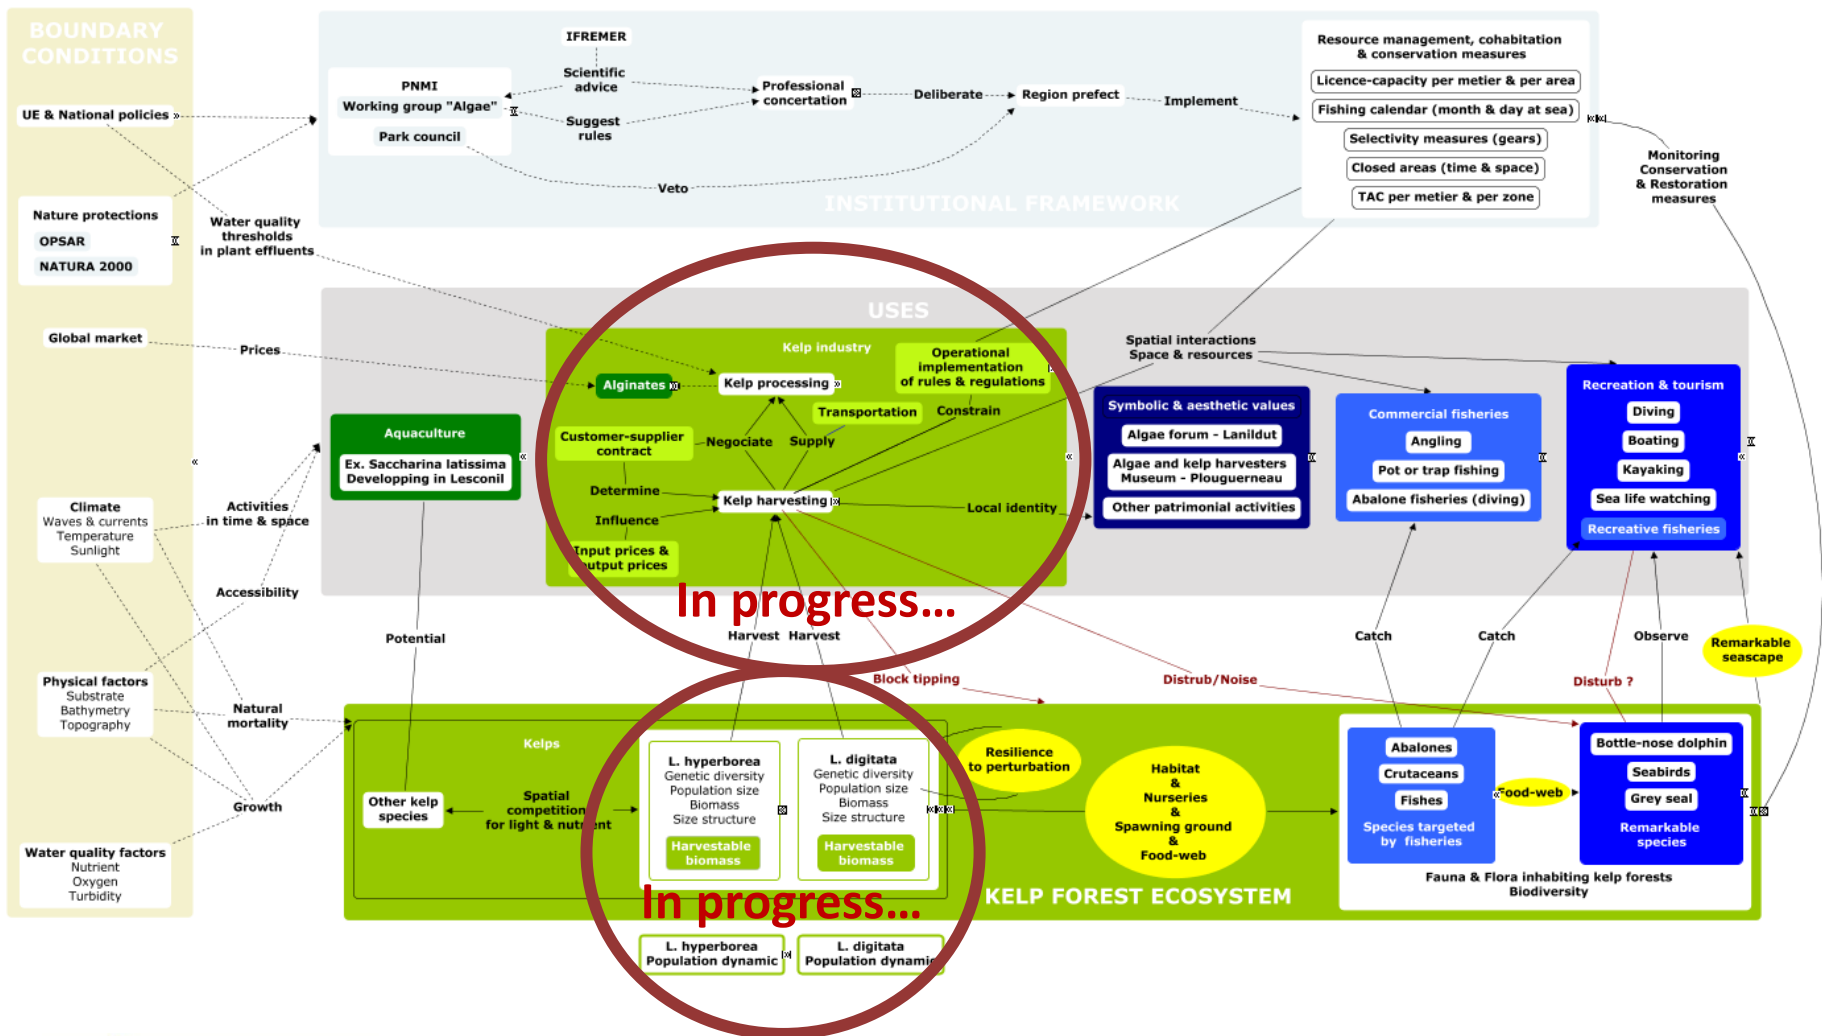 BOUNDARY
CONDITIONS
UE & National policies
Nature protections
OPSAR
NATURA 2000
Global market
Climate
Waves & currents
Temperature
Sunlight
Physical factors
Substrate
Bathymetry
Topography
Water quality factors
Nutrient
Oxygen
Turbidity
Water quality
thresholds
in plant effluents
Prices
Activities
in time & space
Accessibility
Natural
mortality
Growth
IFREMER
Scientific
advice
PNMI
Working group "Algae"
Park council
Suggest
rules
Professional
concertation
Deliberate
Region prefect
Implement
Veto
INSTITUTIONAL FRAMEWORK
Resource management, cohabitation
& conservation measures
Licence-capacity per metier & per area
Fishing calendar (month & day at sea)
Selectivity measures (gears)
Closed areas (time & space)
TAC per metier & per zone
Monitoring
Conservation
& Restoration
measures
USES
Aquaculture
Ex. Saccharina latissima
Developping in Lesconil
Potential
Kelp industry
Alginates
Kelp processing
Operational
implementation
of rules & regulations
Transportation
Constrain
Customer-supplier
contract
Negociate
Supply
Determine
Kelp harvesting
Influence
Input prices &
output prices
Local identity
In progress...
Spatial interactions
Space & resources
Symbolic & aesthetic values
Algae forum - Lanildut
Algae and kelp harvesters
Museum - Plouguerneau
Other patrimonial activities
Commercial fisheries
Angling
Pot or trap fishing
Abalone fisheries (diving)
Recreation & tourism
Diving
Boating
Kayaking
Sea life watching
Recreative fisheries
Harvest
Harvest
Block tipping
Distrub/Noise
Catch
Catch
Disturb ?
Observe
Remarkable
seascape
Kelps
Other kelp
species
Spatial
competition
for light & nutrient
L. hyperborea
Genetic diversity
Population size
Biomass
Size structure
Harvestable
biomass
L. digitata
Genetic diversity
Population size
Biomass
Size structure
Harvestable
biomass
In progress...
Resilience
to perturbation
Habitat
&
Nurseries
&
Spawning ground
&
Food-web
KELP FOREST ECOSYSTEM
Abalones
Crutaceans
Fishes
Species targeted
by fisheries
Food-web
Bottle-nose dolphin
Seabirds
Grey seal
Remarkable
species
Fauna & Flora inhabiting kelp forests
Biodiversity
L. hyperborea
Population dynamic
L. digitata
Population dynamic